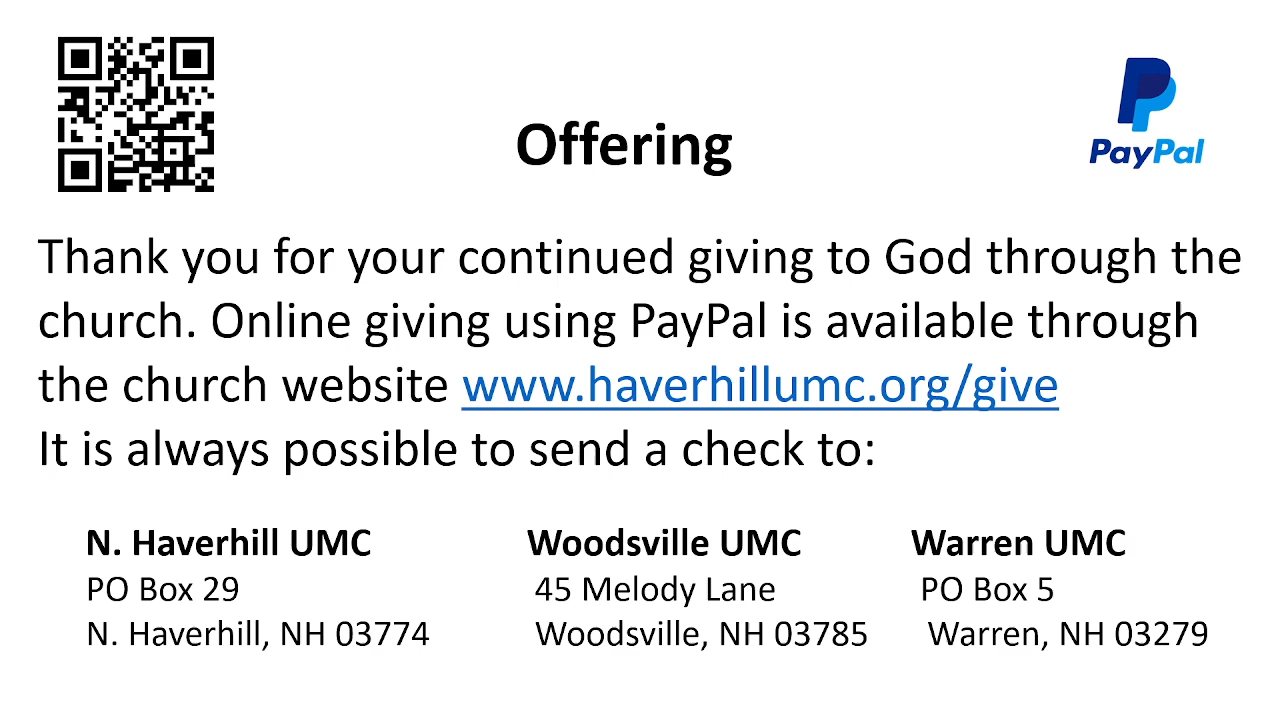 Offering
PayPal
Thank you for your continued giving to God through the
church. Online giving using PayPal is available through
the church website www.haverhillumc.org/give
It is always possible to send a check to:
N. Haverhill UMC
PO Box 29
N. Haverhill, NH 03774
Woodsville UMC
45 Melody Lane
Woodsville, NH 03785
Warren UMC
PO Box 5
Warren, NH 03279